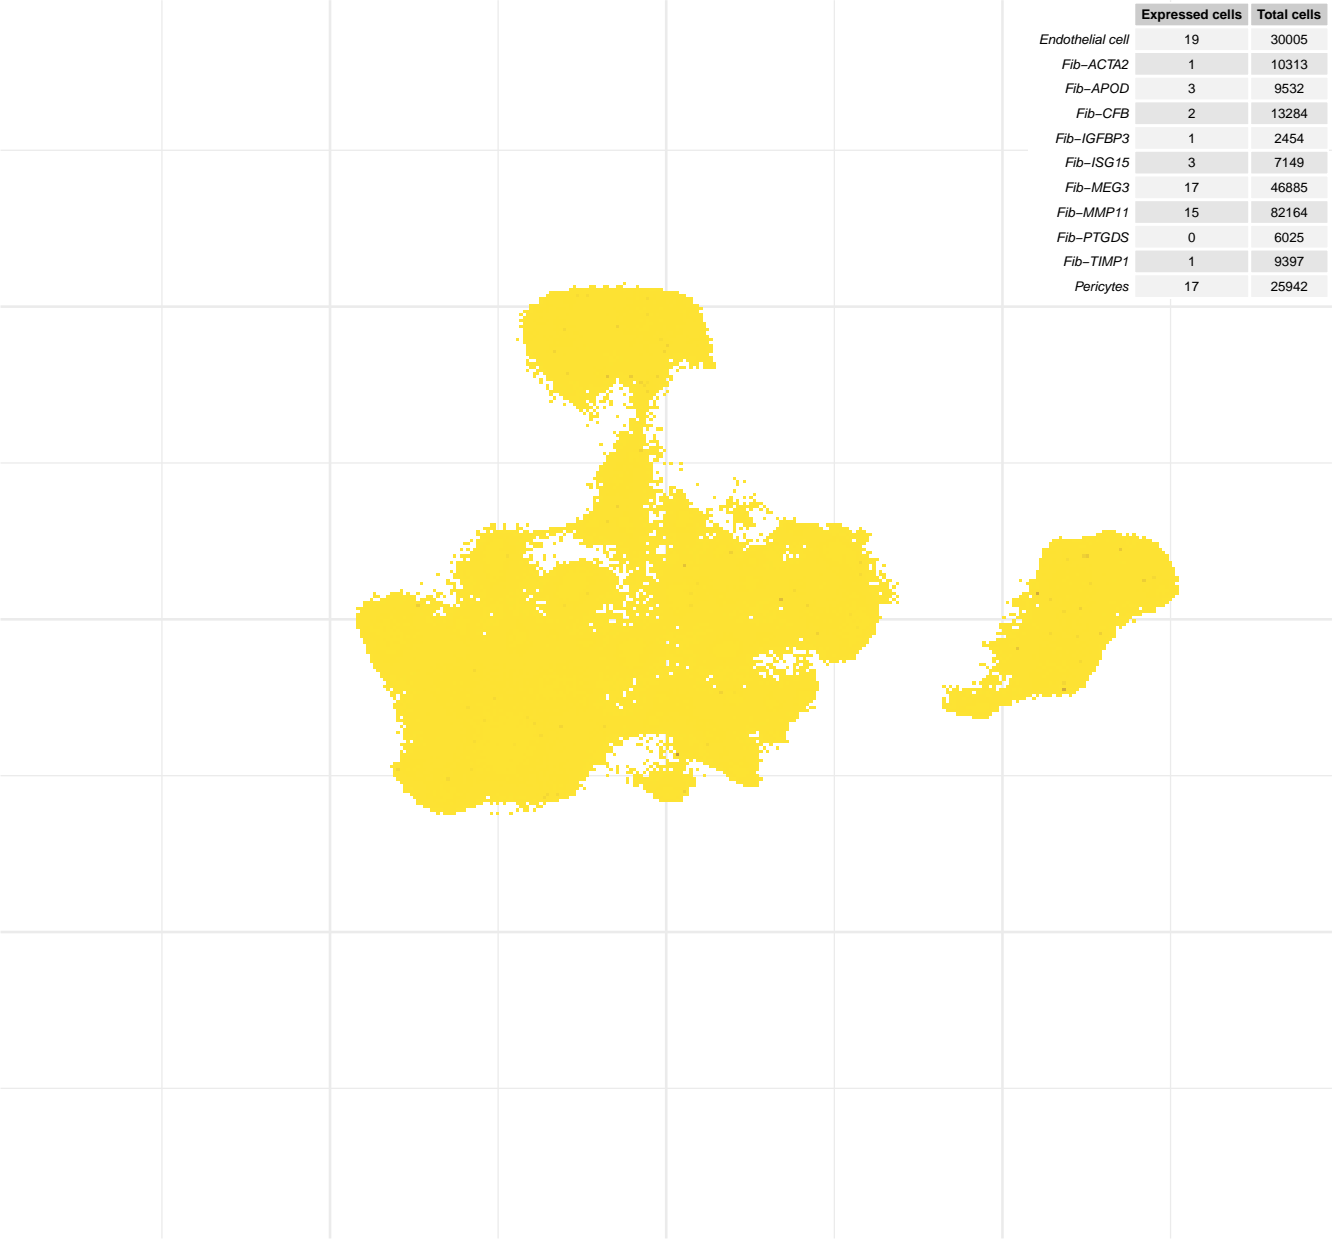 Expressed cells Total cells
Endothelial cell 19 30005
Fib−ACTA2 1 10313
Fib−APOD 3 9532
Fib−CFB 2 13284
Fib−IGFBP3 1 2454
Fib−ISG15 3 7149
Fib−MEG3 17 46885
Fib−MMP11 15 82164
Fib−PTGDS 0 6025
Fib−TIMP1 1 9397
Pericytes 17 25942